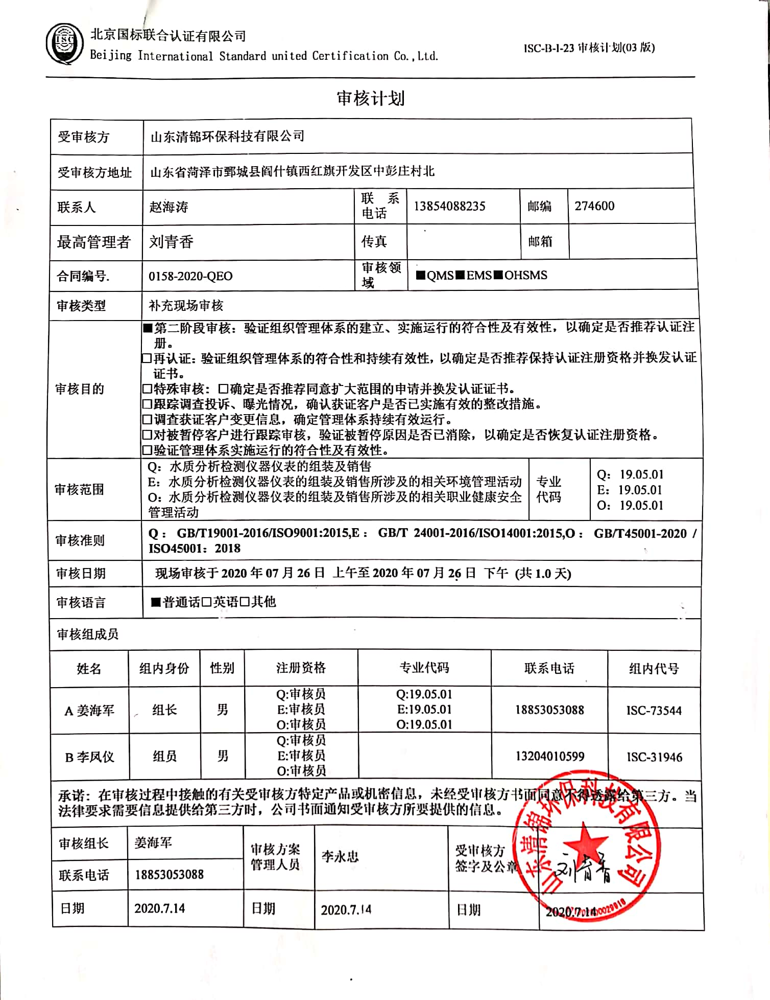 ISC
北京国标联合认证有限公司
Beijing International Standard united Certification Co.,Ltd.
ISC-B-I-23 审核计划(03 版)
审核计划
受审核方 山东清锦环保科技有限公司
受审核方地址 山东省菏泽市鄄城县阎什镇西红旗开发区中彭庄村北
联系人 赵海涛 联系电话 13854088235 邮编 274600
最高管理者 刘青香 传真 邮箱
合同编号. 0158-2020-QEO 审核领域 ■QMS■EMS■OHSMS
审核类型 补充现场审核
审核目的
■第二阶段审核：验证组织管理体系的建立、实施运行的符合性及有效性，以确定是否推荐认证注
册。
□再认证: 验证组织管理体系的符合性和持续有效性，以确定是否推荐保持认证注册资格并换发认证
证书。
□特殊审核：□确定是否推荐同意扩大范围的申请并换发认证证书。
□跟踪调查投诉、曝光情况，确认获证客户是否已实施有效的整改措施。
□调查获证客户变更信息，确定管理体系持续有效运行。
□对被暂停客户进行跟踪审核，验证被暂停原因是否已消除，以确定是否恢复认证注册资格。
□验证管理体系实施运行的符合性及有效性。
审核范围
Q：水质分析检测仪器仪表的组装及销售
E：水质分析检测仪器仪表的组装及销售所涉及的相关环境管理活动
O：水质分析检测仪器仪表的组装及销售所涉及的相关职业健康安全
管理活动
专业
代码
Q：19.05.01
E：19.05.01
O：19.05.01
审核准则
Q： GB/T19001-2016/ISO9001:2015,E： GB/T 24001-2016/ISO14001:2015,O： GB/T45001-2020 /
ISO45001：2018
审核日期 现场审核于 2020 年 07 月 26 日 上午至 2020 年 07 月 26 日 下午 (共 1.0 天)
审核语言 ■普通话□英语□其他
审核组成员
姓名 组内身份 性别 注册资格 专业代码 联系电话 组内代号
Q:审核员 Q:19.05.01
A 姜海军 组长 男 E:审核员 E:19.05.01 18853053088 ISC-73544
O:审核员 O:19.05.01
Q:审核员
B 李凤仪 组员 男 E:审核员 13204010599 ISC-31946
O:审核员
承诺：在审核过程中接触的有关受审核方特定产品或机密信息，未经受审核方书面同意不得透露给第三方。当
法律要求需要信息提供给第三方时，公司书面通知受审核方所要提供的信息。
审核组长 姜海军
审核方案
管理人员
李永忠
受审核方
签字及公章
刘青香
山东清锦环保科技有限公司
联系电话 18853053088
日期 2020.7.14 日期 2020.7.14 日期 2020.7.14